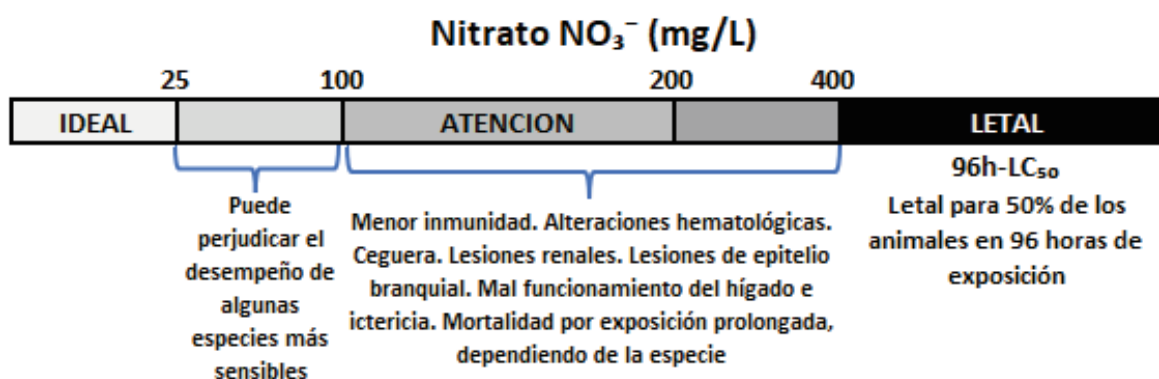 Nitrato NO₃⁻ (mg/L)
25 100 200 400
IDEAL ATENCION LETAL
Puede
perjudicar el
desempeño de
algunas
especies más
sensibles
Menor inmunidad. Alteraciones hematológicas.
Ceguera. Lesiones renales. Lesiones de epitelio
branquial. Mal funcionamiento del hígado e
ictericia. Mortalidad por exposición prolongada,
dependiendo de la especie
96h-LC₅₀
Letal para 50% de los
animales en 96 horas de
exposición